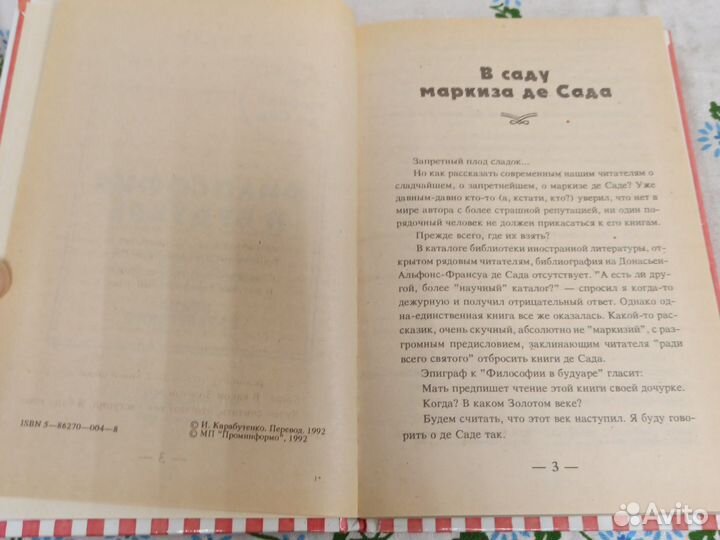 ISBN 5—86270—004—8
© И. Карабутенко. Перевод. 1992
© МП "Проминформо", 1992
1*
В саду
маркиза де Сада
Запретный плод сладок...
Но как рассказать современным нашим читателям о
сладчайшем, о запретнейшем, о маркизе де Саде? Уже
давным-давно кто-то (а, кстати, кто?) уверил, что нет в
мире автора с более страшной репутацией, ни один по-
рядочный человек не должен прикасаться к его книгам.
Прежде всего, где их взять?
В каталоге библиотеки иностранной литературы, от-
крытом рядовым читателям, библиография на Донасьен-
Альфонс-Франсуа де Сада отсутствует. "А есть ли дру-
гой, более "научный" каталог?" — спросил я когда-то
дежурную и получил отрицательный ответ. Однако од-
на-единственная книга все же оказалась. Какой-то рас-
сказик, очень скучный, абсолютно не "маркизий", с раз-
громным предисловием, заклинающим читателя "ради
всего святого" отбросить книги де Сада.
Эпиграф к "Философии в будуаре" гласит:
Мать предпишет чтение этой книги своей дочурке.
Когда? В каком Золотом веке?
Будем считать, что этот век наступил. Я буду гово-
рить о де Саде так.
— 3 —
Avito